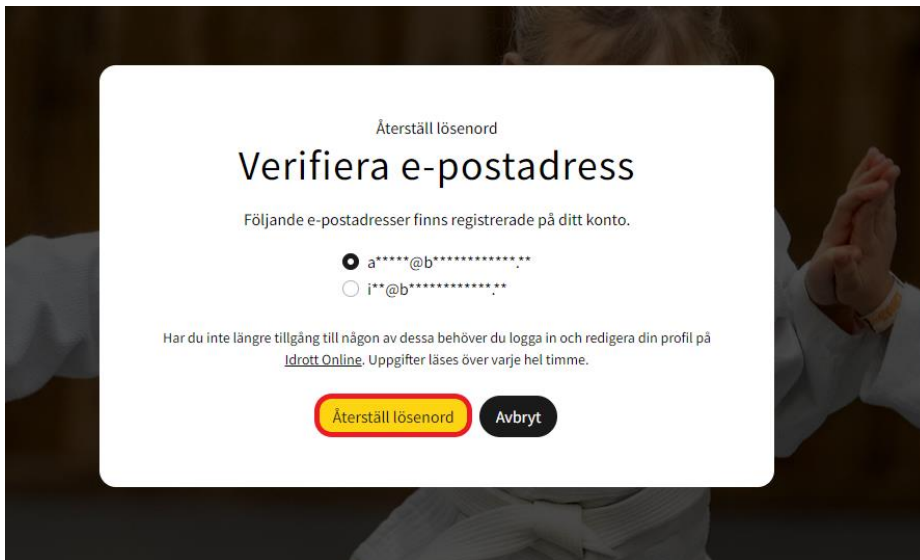 Återställ lösenord
Verifiera e-postadress
Följande e-postadresser finns registrerade på ditt konto.
a*****@b************.**
i**@b************.**
Har du inte längre tillgång till någon av dessa behöver du logga in och redigera din profil på
Idrott Online. Uppgifter läses över varje hel timme.
Återställ lösenord
Avbryt